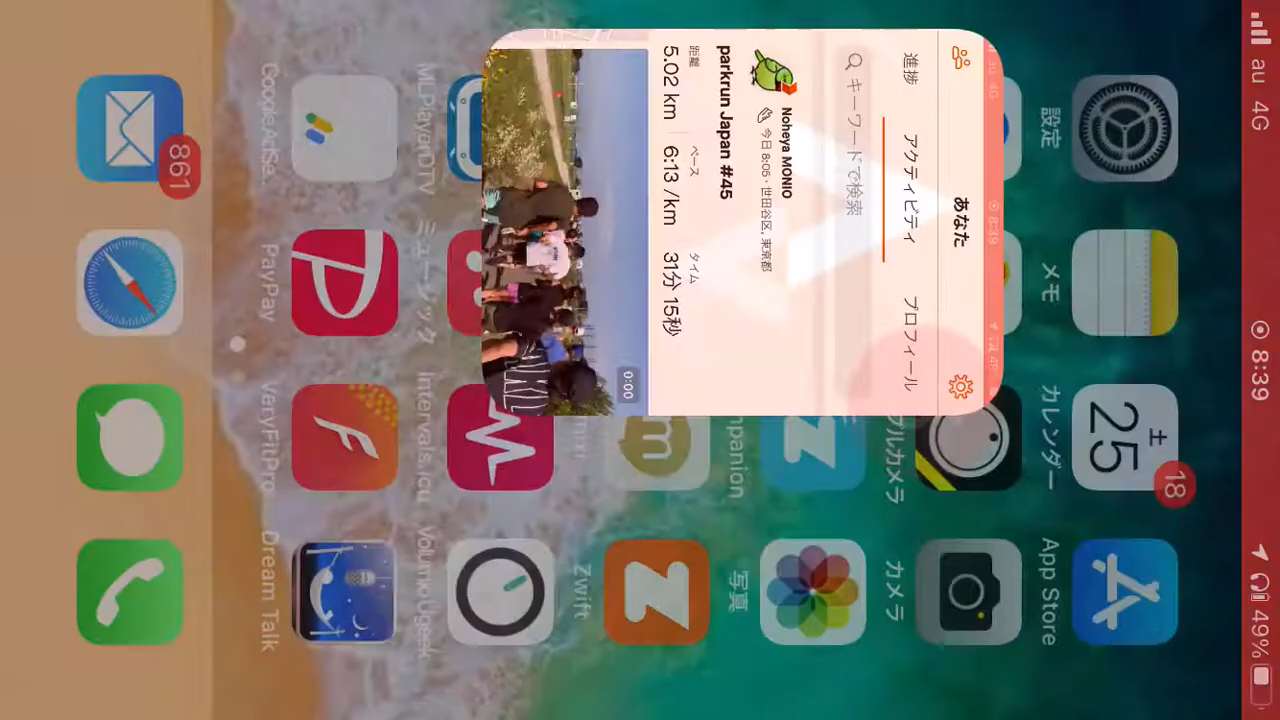 au 4G 8:39 49%
設定
メモ
カレンダー
App Store
土
25
18
カメラ
写真
Zwift
あなた
進捗 アクティビティ プロフィール
キーワードで検索
Noheya MONIO
今日 8:05・世田谷区, 東京都
parkrun Japan #45
距離 ペース タイム
5.02 km 6:13 /km 31分 15秒
0:00
MLPlayerDTV
ミュージック
Intervals.icu
GoogleAdSe...
PayPay
VeryFitPro
Dream Talk
861